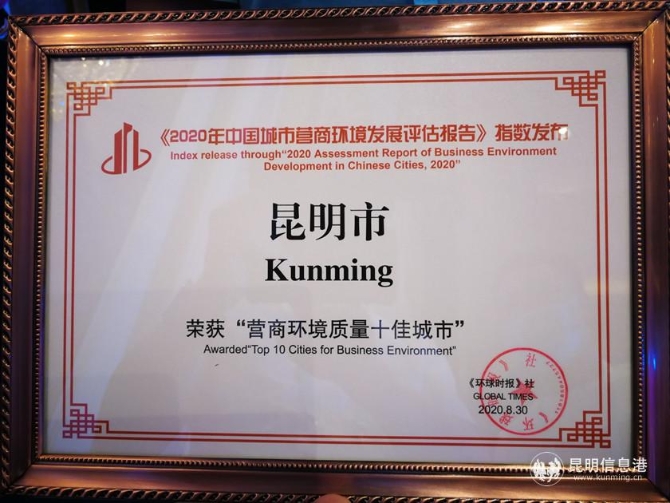 《2020年中国城市营商环境发展评估报告》指数发布
Index release through“2020 Assessment Report of Business Environment
Development in Chinese Cities, 2020”
昆明市
Kunming
荣获“营商环境质量十佳城市”
Awarded“Top 10 Cities for Business Environment”
《环球时报》社
GLOBAL TIMES
2020.8.30
昆明信息港
www.kunming.cn